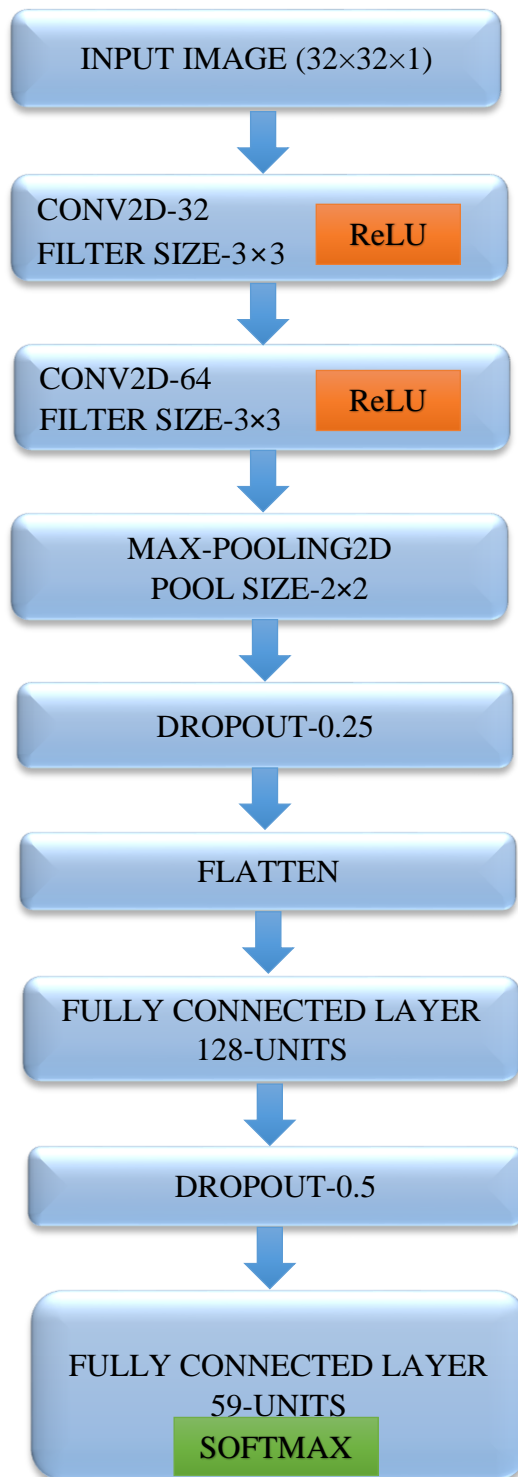 INPUT IMAGE (32×32×1)
CONV2D-32
FILTER SIZE-3×3
ReLU
CONV2D-64
FILTER SIZE-3×3
ReLU
MAX-POOLING2D
POOL SIZE-2×2
DROPOUT-0.25
FLATTEN
FULLY CONNECTED LAYER
128-UNITS
DROPOUT-0.5
FULLY CONNECTED LAYER
59-UNITS
SOFTMAX